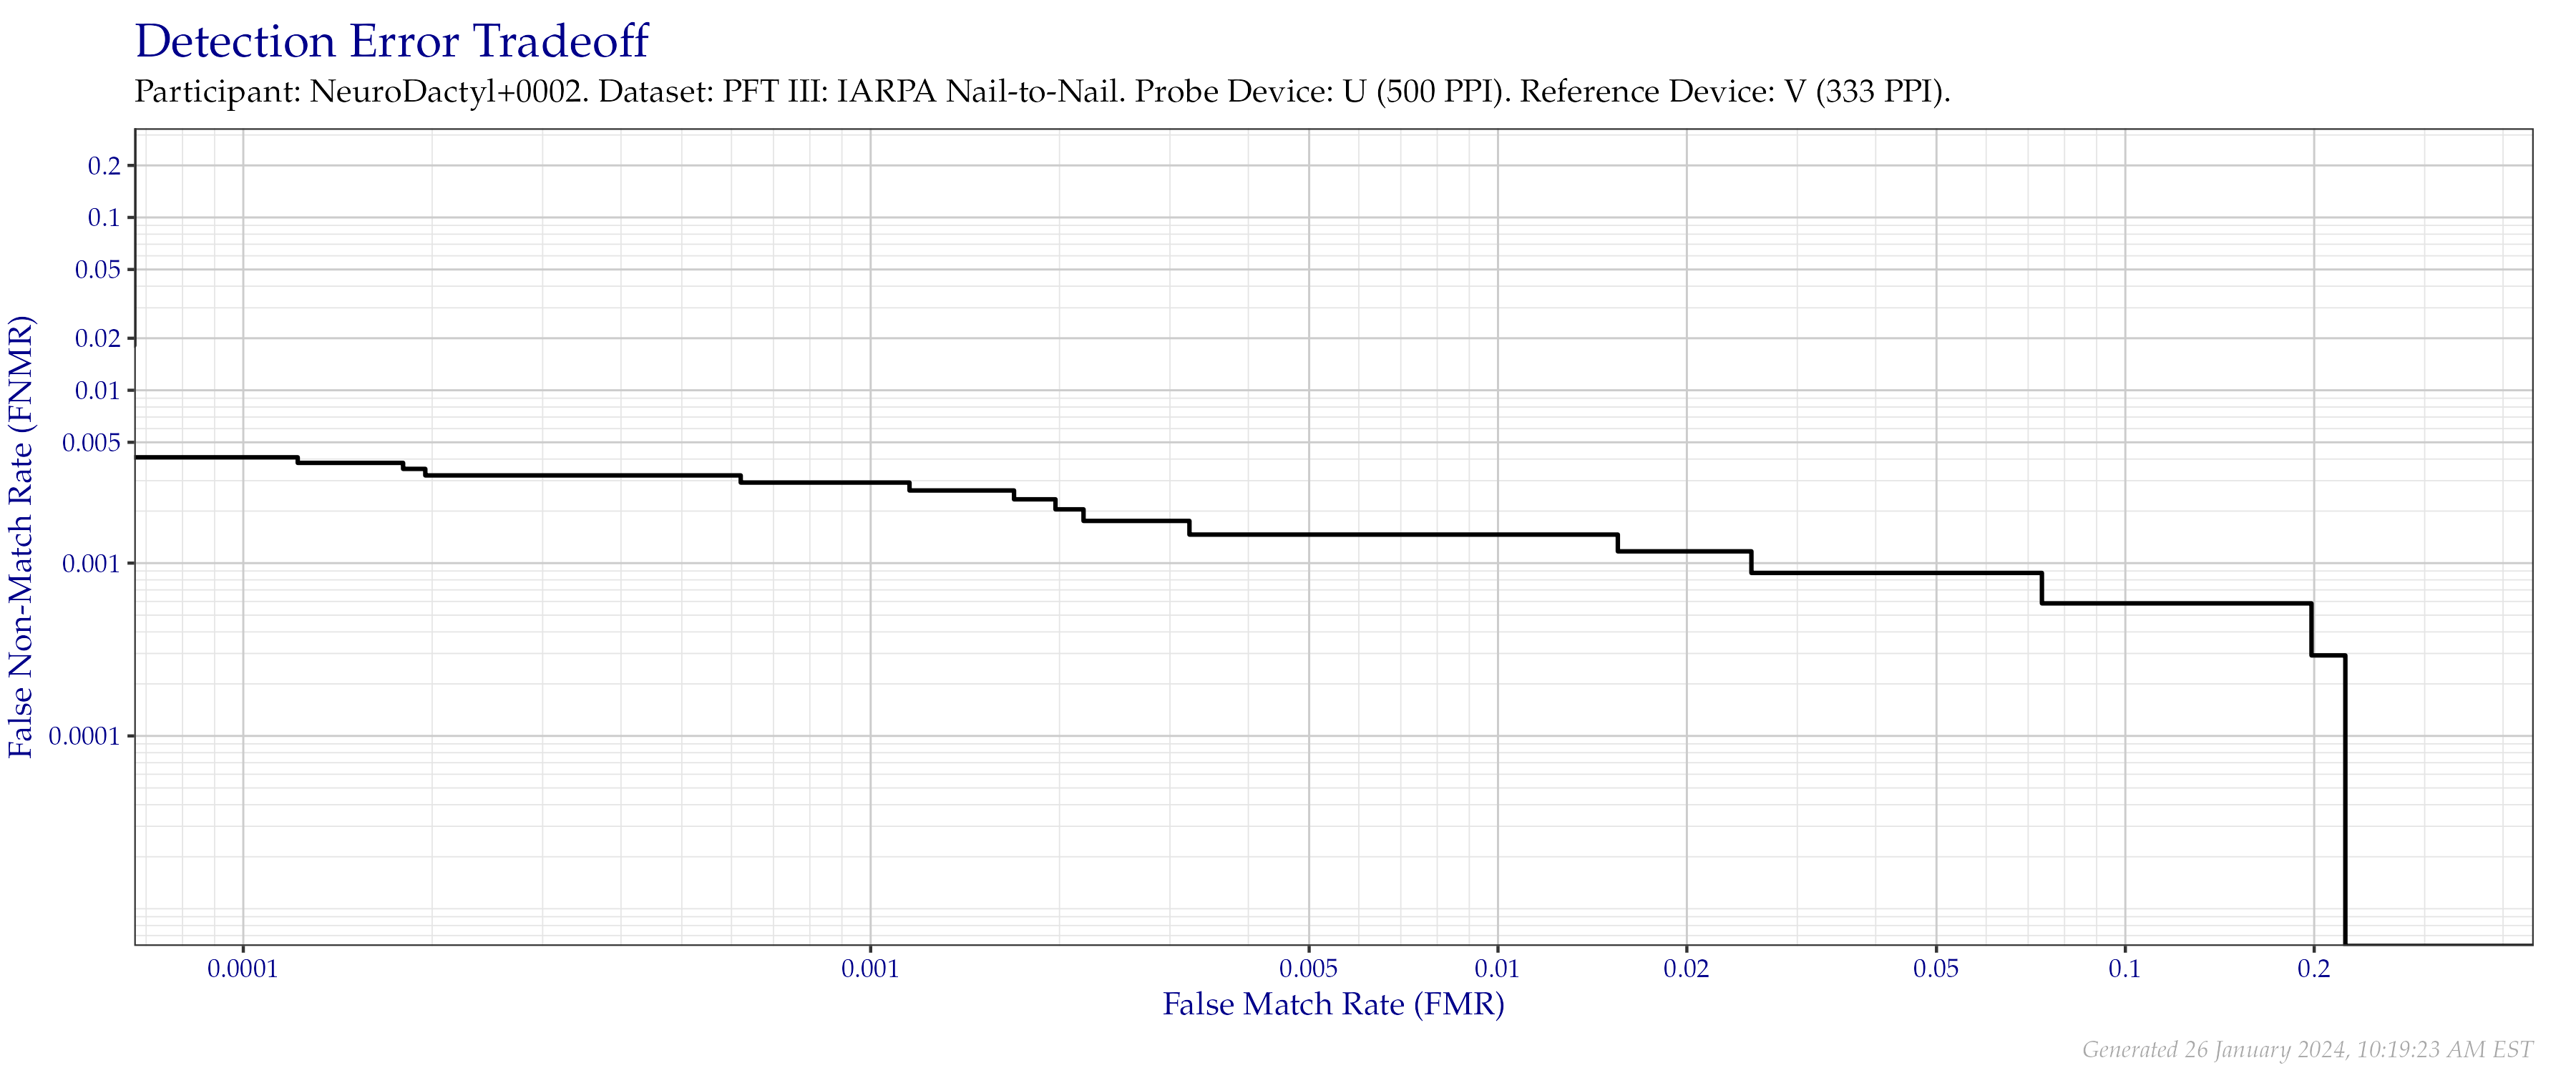 Detection Error Tradeoff
Participant: NeuroDactyl+0002. Dataset: PFT III: IARPA Nail-to-Nail. Probe Device: U (500 PPI). Reference Device: V (333 PPI).
False Non-Match Rate (FNMR)
0.2
0.1
0.05
0.02
0.01
0.005
0.001
0.0001
0.0001 0.001 0.005 0.01 0.02 0.05 0.1 0.2
False Match Rate (FMR)
Generated 26 January 2024, 10:19:23 AM EST